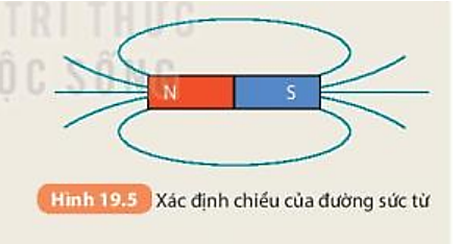 TRI THỨC
ỘC SỐNG
N S
Hình 19.5 Xác định chiều của đường sức từ